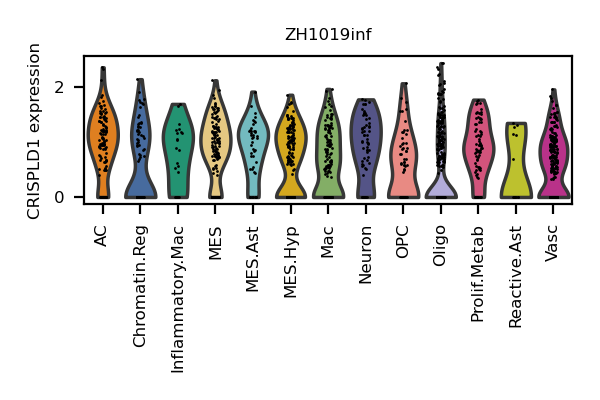 ZH1019inf
CRISPLD1 expression
2
0
AC
Chromatin.Reg
Inflammatory.Mac
MES
MES.Ast
MES.Hyp
Mac
Neuron
OPC
Oligo
Prolif.Metab
Reactive.Ast
Vasc